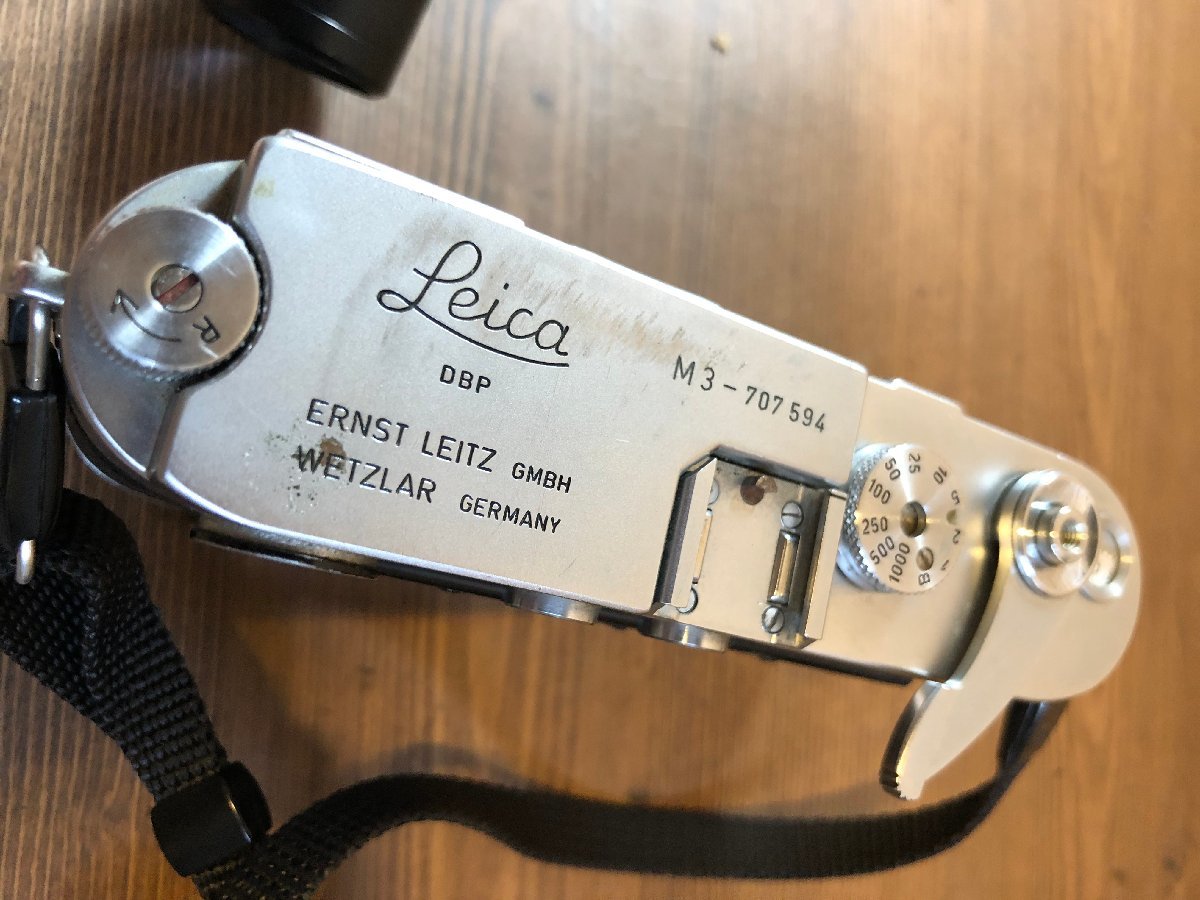 Leica
DBP
ERNST LEITZ GMBH
WETZLAR GERMANY
M3-707594
R
1000
500
250
100
50
25
10
5
2
1
B